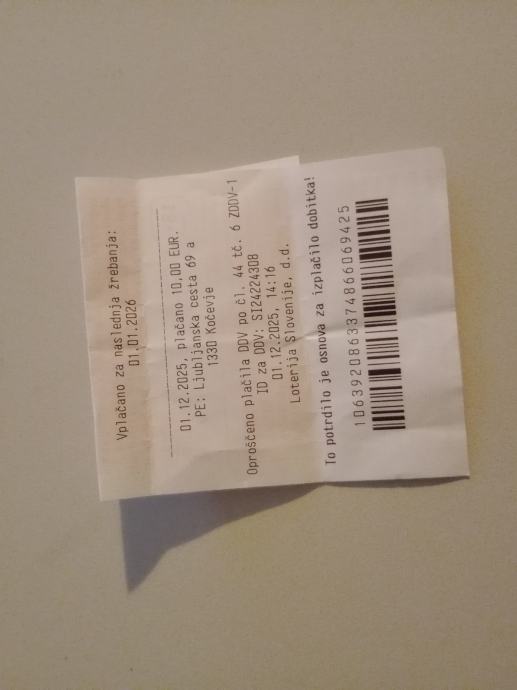 Vplačano za naslednja žrebanja:
01.01.2026
01.12.2025, plačano 10,00 EUR.
PE: Ljubljanska cesta 69 a
1330 Kočevje
Oproščeno plačila DDV po čl. 44 tč. 6 ZDDV-1
ID za DDV: SI24224308
01.12.2025, 14:16
Loterija Slovenije, d.d.
To potrdilo je osnova za izplačilo dobitka!
1063920863374866069425